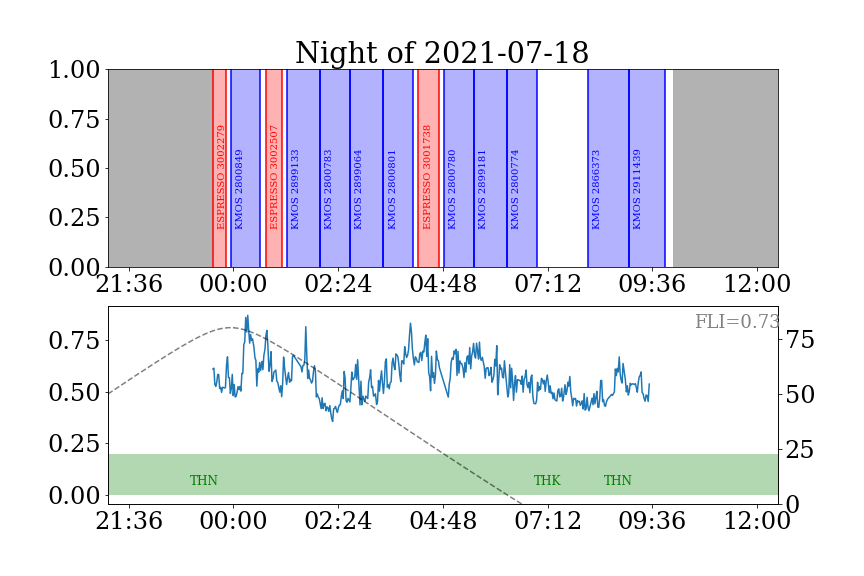 Night of 2021-07-18
1.00
0.75
0.50
0.25
0.00
ESPRESSO 3002279
KMOS 2800849
ESPRESSO 3002507
KMOS 2899133
KMOS 2800783
KMOS 2899064
KMOS 2800801
ESPRESSO 3001738
KMOS 2800780
KMOS 2899181
KMOS 2800774
KMOS 2866373
KMOS 2911439
21:36 00:00 02:24 04:48 07:12 09:36 12:00
FLI=0.73
0.75
0.50
0.25
0.00
75
50
25
0
THN THK THN
21:36 00:00 02:24 04:48 07:12 09:36 12:00